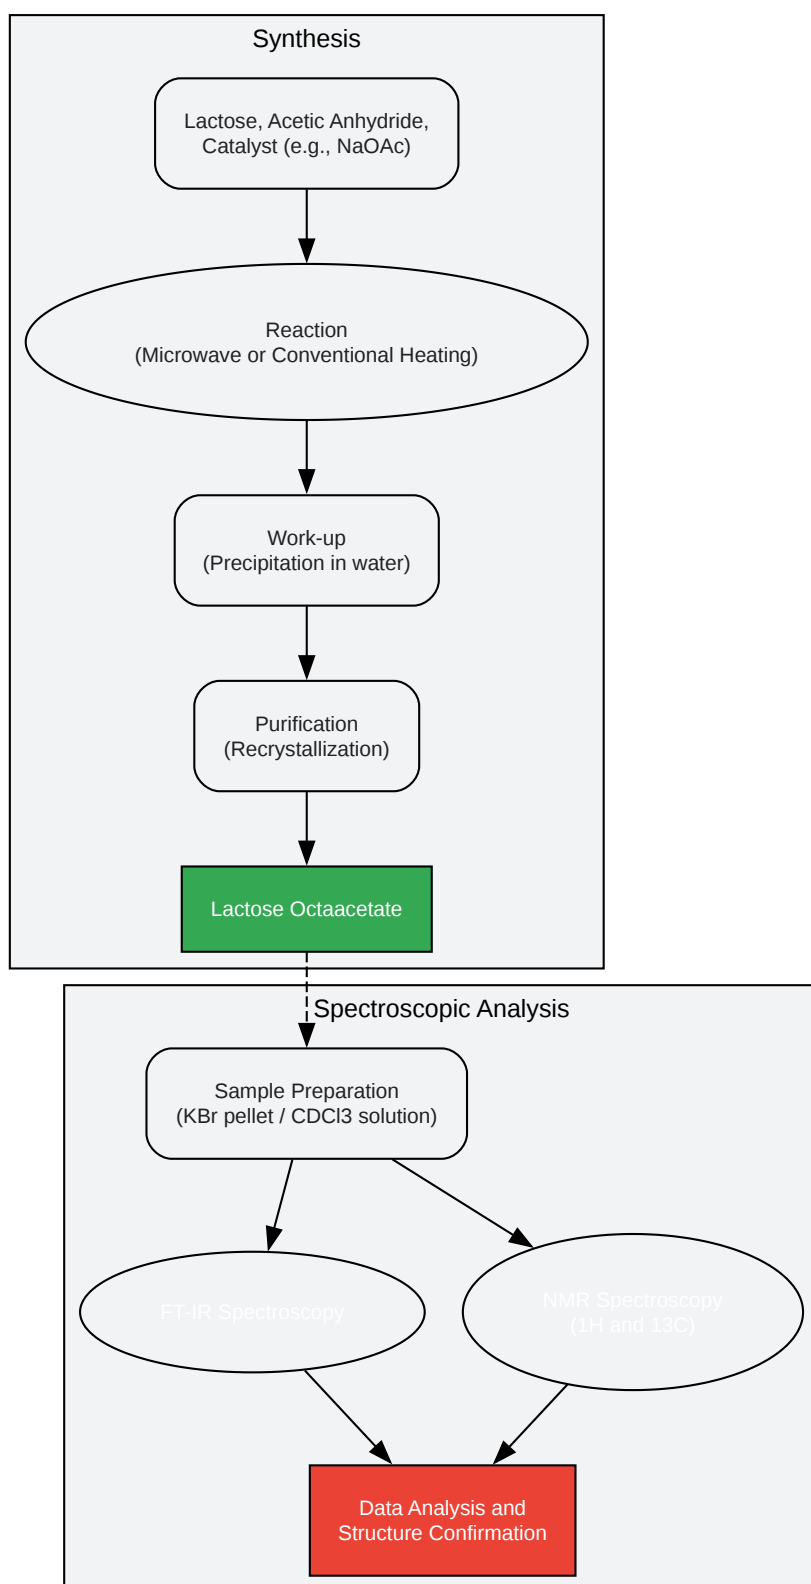 Synthesis
Lactose, Acetic Anhydride,
Catalyst (e.g., NaOAc)
Reaction
(Microwave or Conventional Heating)
Work-up
(Precipitation in water)
Purification
(Recrystallization)
Lactose Octaacetate
Spectroscopic Analysis
Sample Preparation
(KBr pellet / CDCl3 solution)
FT-IR Spectroscopy
NMR Spectroscopy
(1H and 13C)
Data Analysis and
Structure Confirmation